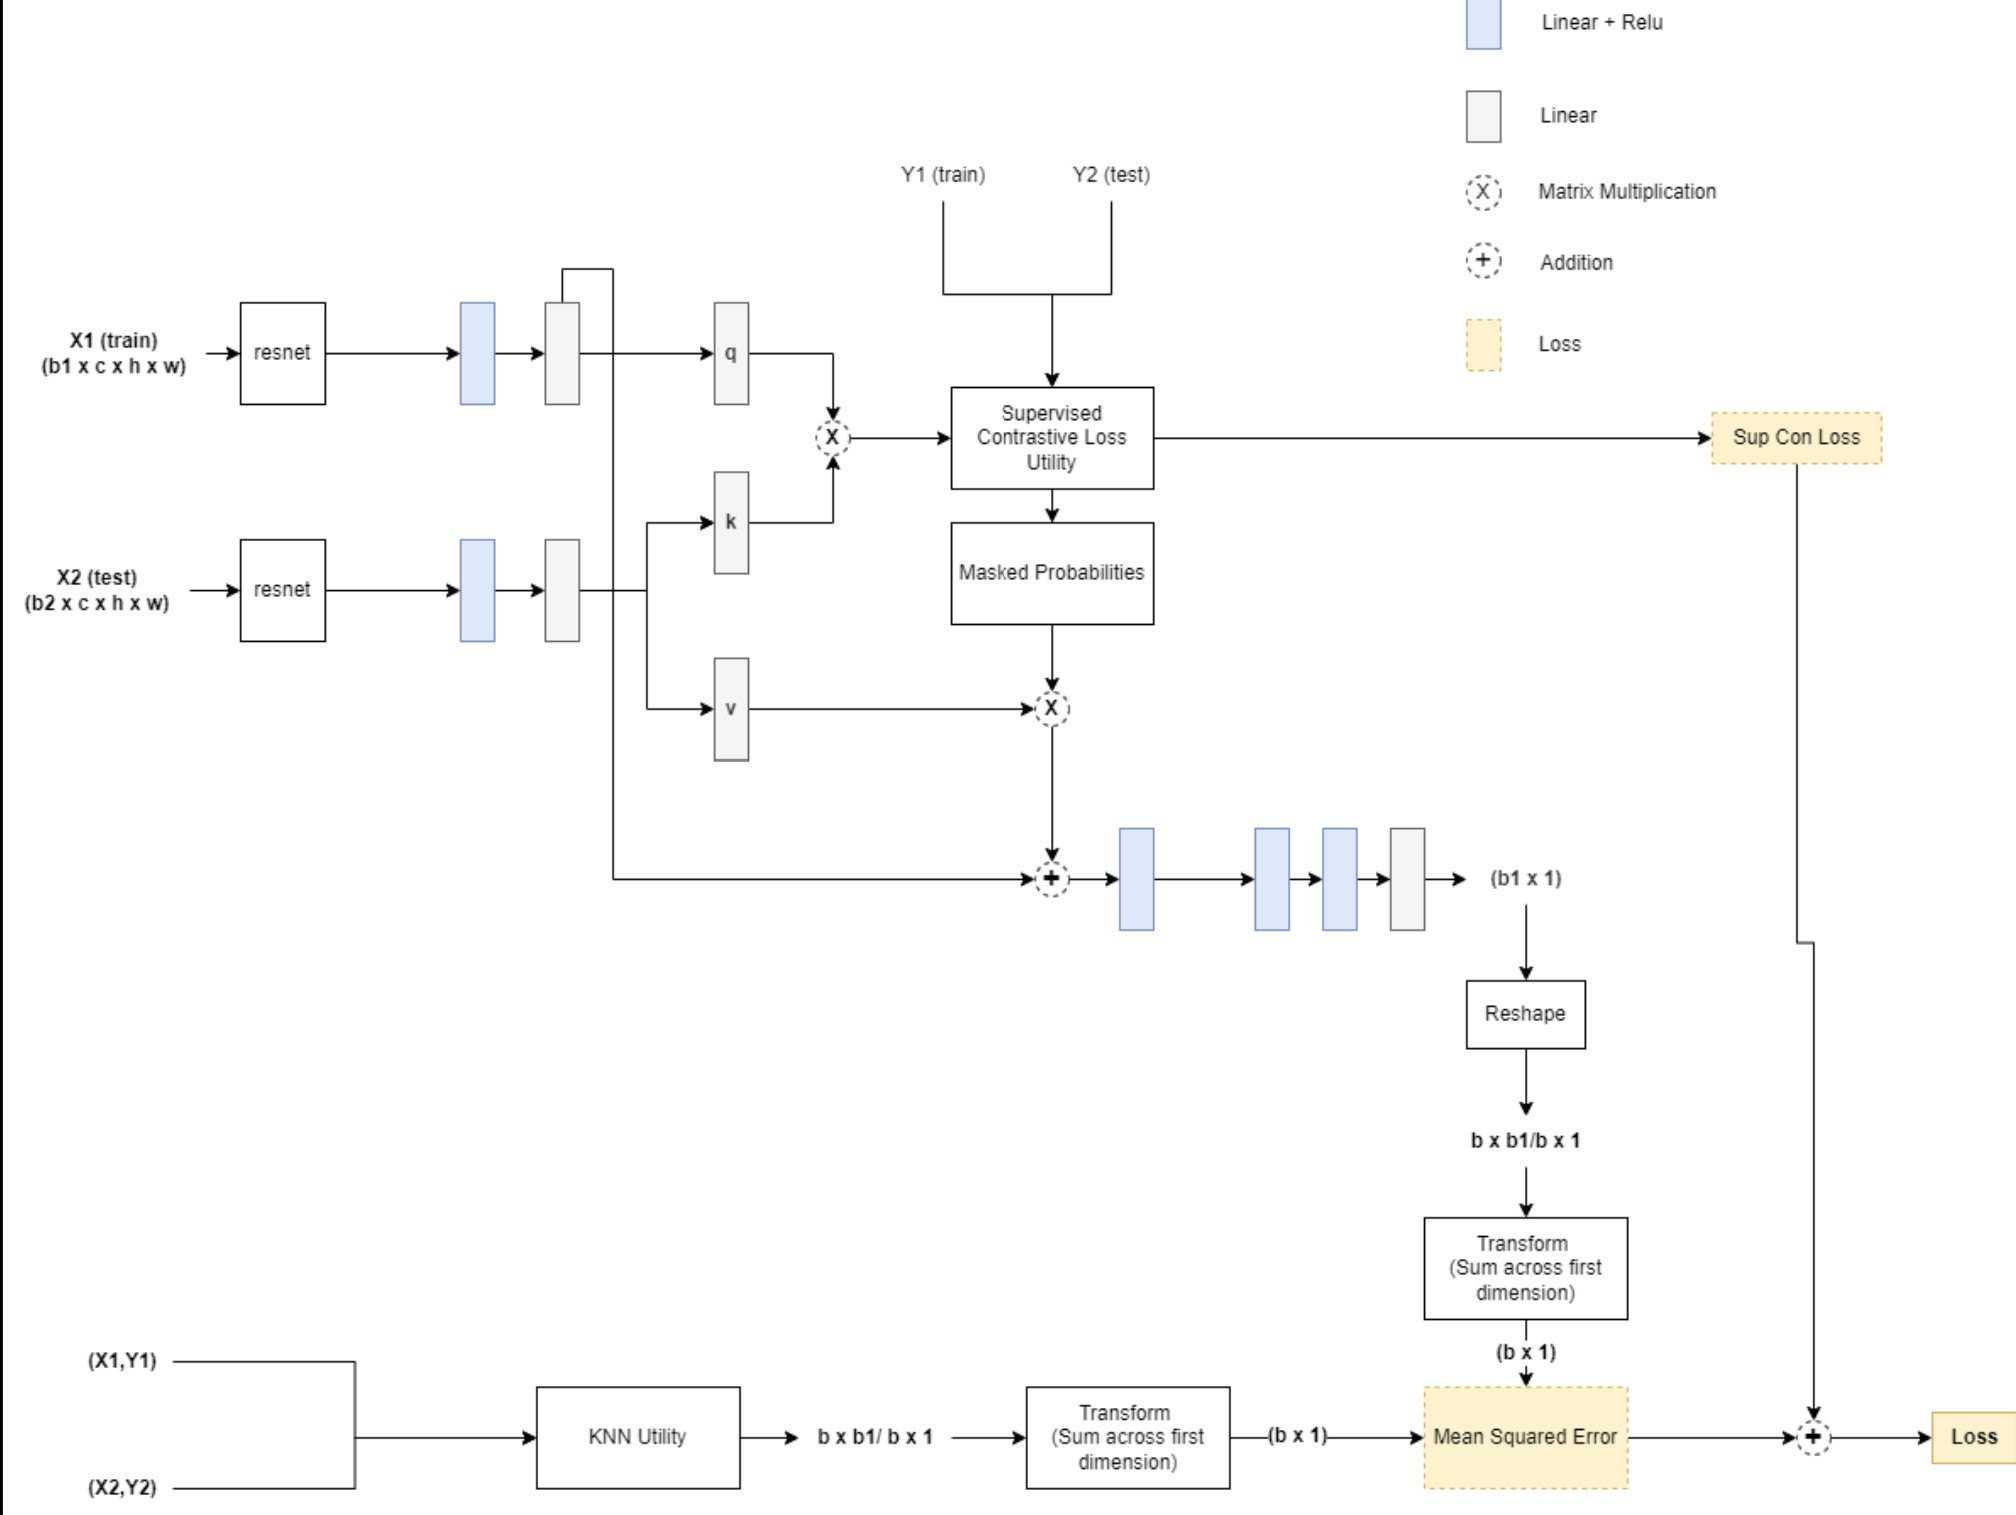 Linear + Relu
Linear
X
Matrix Multiplication
+
Addition
Loss
Y1 (train)
Y2 (test)
X1 (train)
(b1 x c x h x w)
resnet
q
X
Supervised
Contrastive Loss
Utility
Sup Con Loss
k
Masked Probabilities
X2 (test)
(b2 x c x h x w)
resnet
v
X
+
(b1 x 1)
Reshape
b x b1/b x 1
Transform
(Sum across first
dimension)
(b x 1)
(X1,Y1)
(X2,Y2)
KNN Utility
b x b1/ b x 1
Transform
(Sum across first
dimension)
(b x 1)
Mean Squared Error
+
Loss